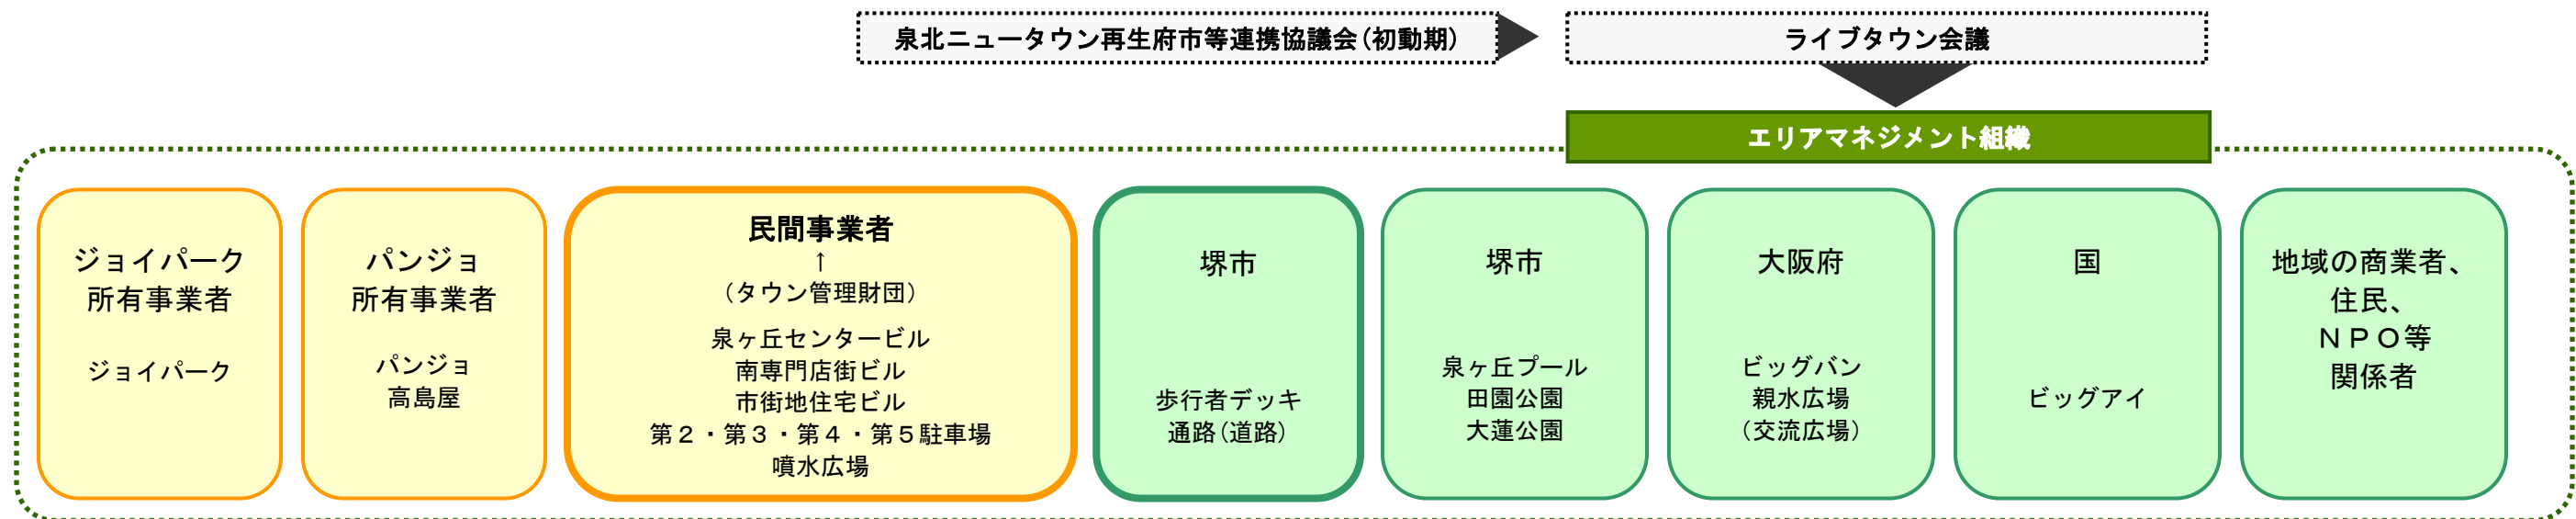 泉北ニュータウン再生府市等連携協議会(初動期)
ライブタウン会議
エリアマネジメント組織
ジョイパーク
所有事業者
ジョイパーク
パンジョ
所有事業者
パンジョ
高島屋
民間事業者
↑
（タウン管理財団）
泉ヶ丘センタービル
南専門店街ビル
市街地住宅ビル
第２・第３・第４・第５駐車場
噴水広場
堺市
歩行者デッキ
通路(道路)
堺市
泉ヶ丘プール
田園公園
大蓮公園
大阪府
ビッグバン
親水広場
（交流広場）
国
ビッグアイ
地域の商業者、
住民、
ＮＰＯ等
関係者